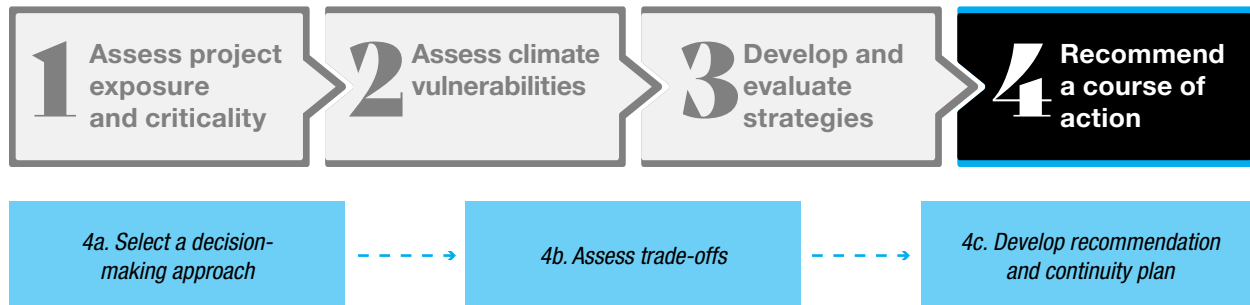 1
Assess project
exposure
and criticality
2
Assess climate
vulnerabilities
3
Develop and
evaluate
strategies
4
Recommend
a course of
action
4a. Select a decision-
making approach
4b. Assess trade-offs
4c. Develop recommendation
and continuity plan